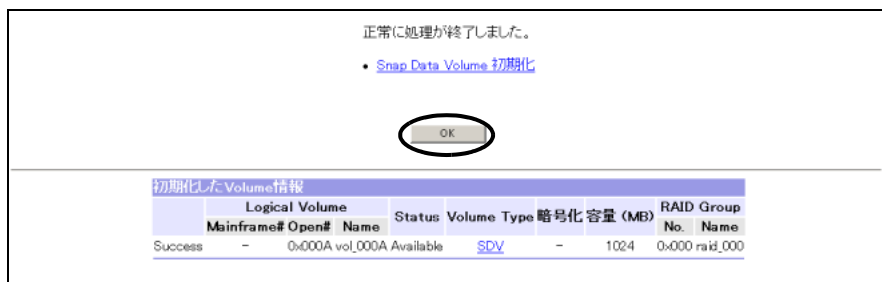 正常に処理が終了しました。
• Snap Data Volume 初期化
OK
初期化したVolume情報
Logical Volume Status Volume Type 暗号化 容量 (MB) RAID Group
Mainframe# Open# Name No. Name
Success - 0x000A vol_000A Available SDV - 1024 0x000 raid_000